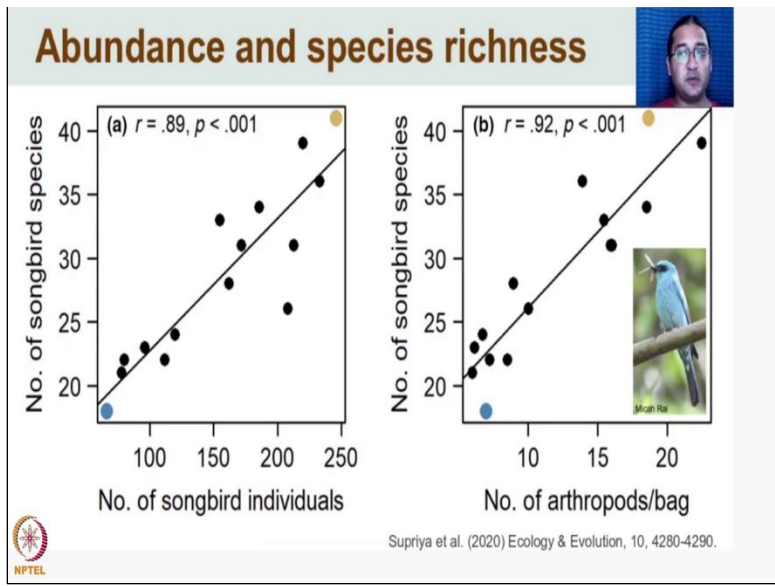 Abundance and species richness
(a) r = .89, p < .001
No. of songbird species
40
35
30
25
20
100 150 200 250
No. of songbird individuals
(b) r = .92, p < .001
No. of songbird species
40
35
30
25
20
10 15 20
No. of arthropods/bag
Micah Rai
Supriya et al. (2020) Ecology & Evolution, 10, 4280-4290.
NPTEL